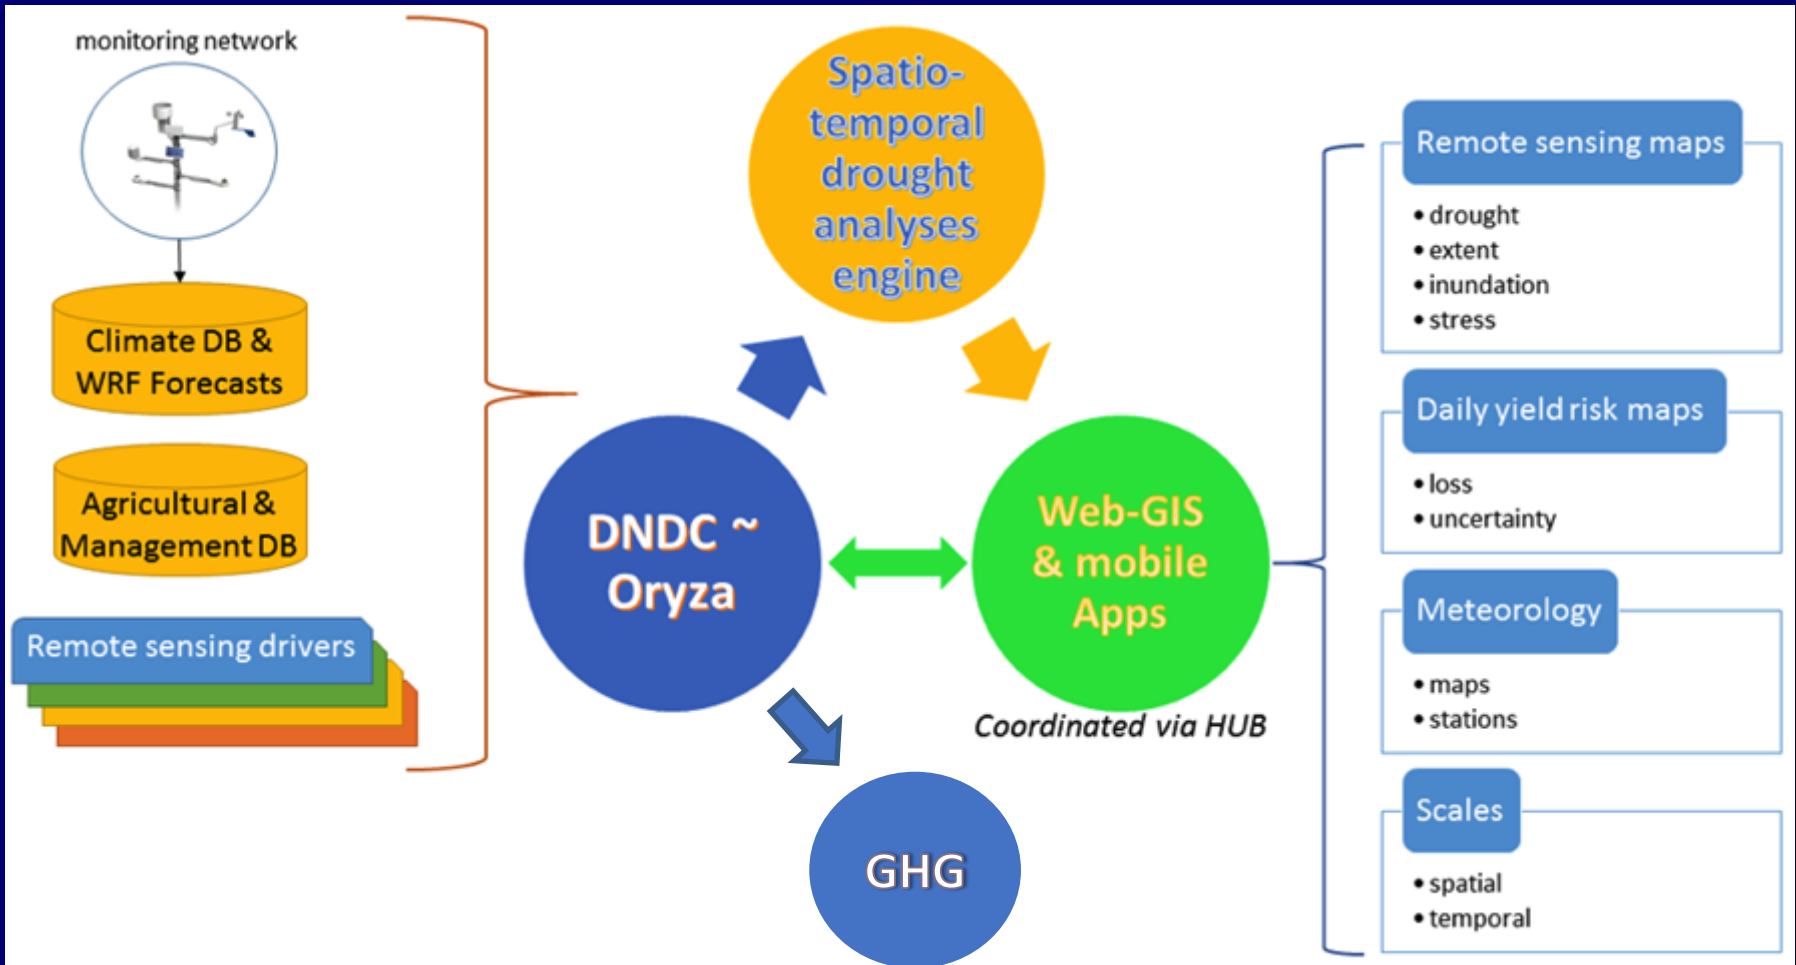 monitoring network
Climate DB &
WRF Forecasts
Agricultural &
Management DB
Remote sensing drivers
Spatio-
temporal
drought
analyses
engine
DNDC ~
Oryza
Web-GIS
& mobile
Apps
Coordinated via HUB
GHG
Remote sensing maps
• drought
• extent
• inundation
• stress
Daily yield risk maps
• loss
• uncertainty
Meteorology
• maps
• stations
Scales
• spatial
• temporal